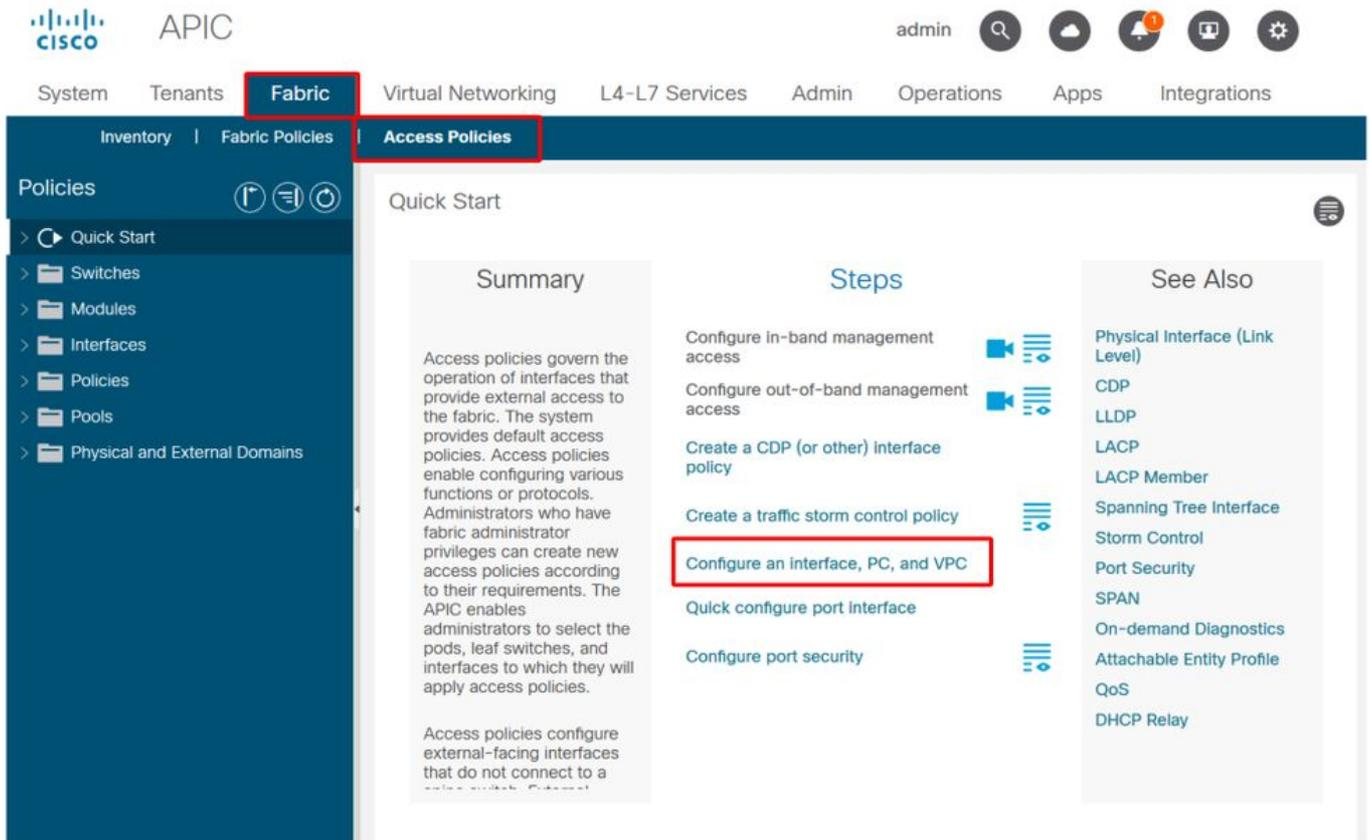 CISCO
APIC
admin
1
System
Tenants
Fabric
Virtual Networking
L4-L7 Services
Admin
Operations
Apps
Integrations
Inventory | Fabric Policies | Access Policies
Policies
Quick Start
Switches
Modules
Interfaces
Policies
Pools
Physical and External Domains
Quick Start
Summary
Access policies govern the
operation of interfaces that
provide external access to
the fabric. The system
provides default access
policies. Access policies
enable configuring various
functions or protocols.
Administrators who have
fabric administrator
privileges can create new
access policies according
to their requirements. The
APIC enables
administrators to select the
pods, leaf switches, and
interfaces to which they will
apply access policies.
Access policies configure
external-facing interfaces
that do not connect to a
Steps
Configure in-band management
access
Configure out-of-band management
access
Create a CDP (or other) interface
policy
Create a traffic storm control policy
Configure an interface, PC, and VPC
Quick configure port interface
Configure port security
See Also
Physical Interface (Link
Level)
CDP
LLDP
LACP
LACP Member
Spanning Tree Interface
Storm Control
Port Security
SPAN
On-demand Diagnostics
Attachable Entity Profile
QoS
DHCP Relay